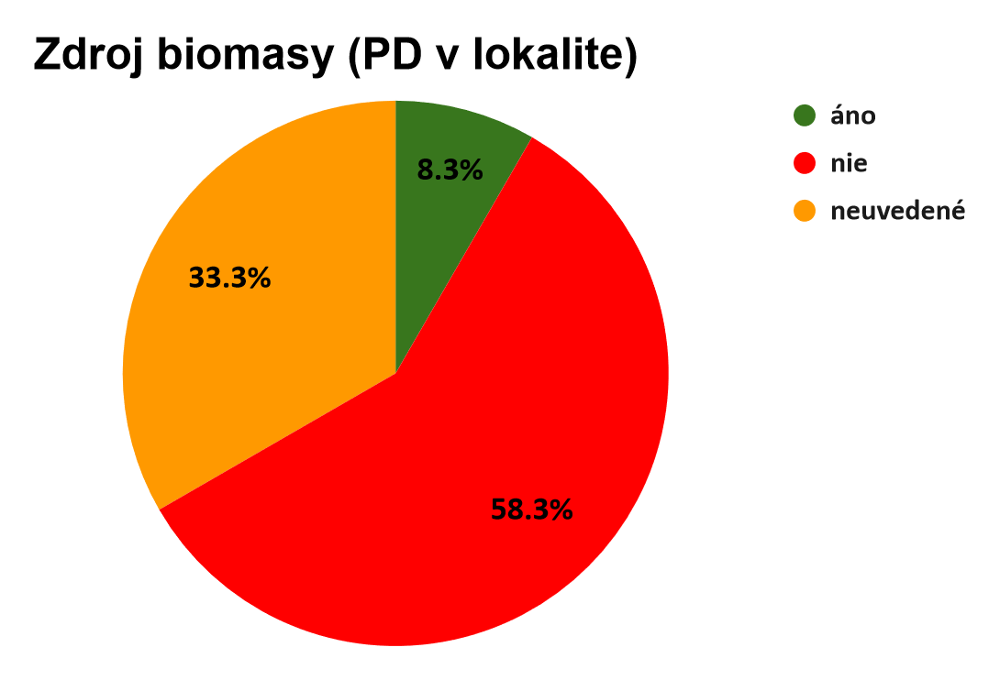 Zdroj biomasy (PD v lokalite)
áno
nie
neuvedené
8.3%
33.3%
58.3%